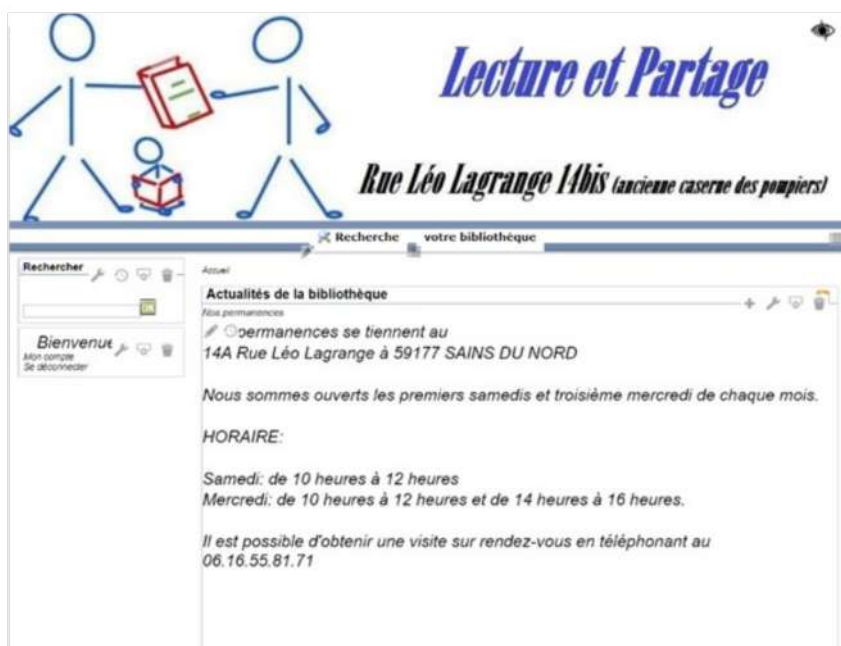 Lecture et Partage
Rue Léo Lagrange 14bis (ancienne caserne des pompiers)
Recherche votre bibliothèque
Rechercher
OK
Bienvenue
Mon compte
Se déconnecter
Accueil
Actualités de la bibliothèque
Nos permanences
permanences se tiennent au
14A Rue Léo Lagrange à 59177 SAINS DU NORD
Nous sommes ouverts les premiers samedis et troisième mercredi de chaque mois.
HORAIRE:
Samedi: de 10 heures à 12 heures
Mercredi: de 10 heures à 12 heures et de 14 heures à 16 heures.
Il est possible d'obtenir une visite sur rendez-vous en téléphonant au
06.16.55.81.71